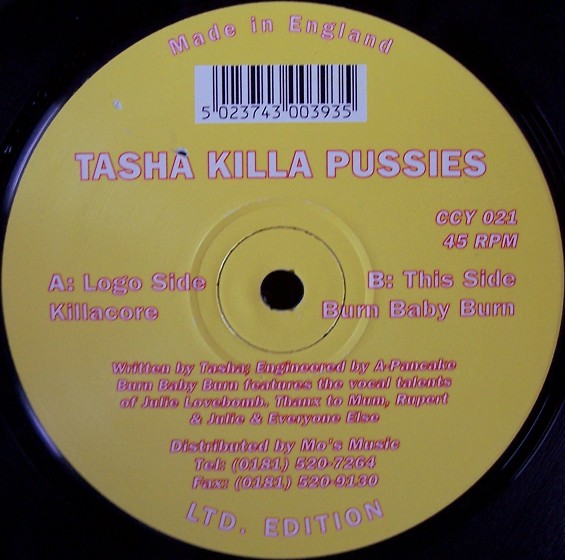 Made in England
5 023743 003935
TASHA KILLA PUSSIES
CCY 021
45 RPM
A: Logo Side
Killacore
B: This Side
Burn Baby Burn
Written by Tasha; Engineered by A-Pancake
Burn Baby Burn features the vocal talents
of Julie Lovebomb. Thanx to Mum, Rupert
& Julie & Everyone Else
Distributed by Mo's Music
Tel: (0181) 520-7264
Fax: (0181) 520-9130
LTD. EDITION